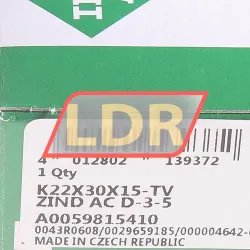 LDR
4 012802 139372
1 Qty
K22X30X15-TV
ZIND AC D-3-5
A0059815410
0043R0608/0029659185/000004642-
MADE IN CZECH REPUBLIC